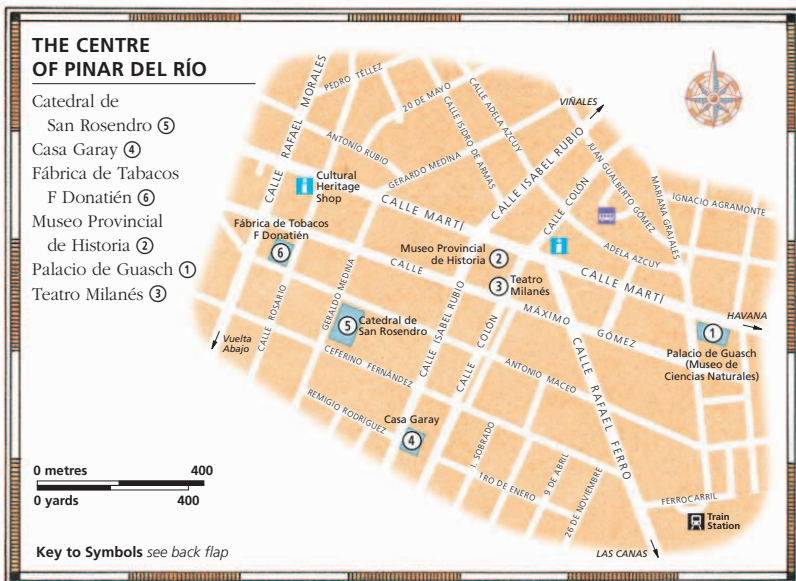 THE CENTRE
OF PINAR DEL RÍO
Catedral de
San Rosendro ⑤
Casa Garay ④
Fábrica de Tabacos
F Donatién ⑥
Museo Provincial
de Historia ②
Palacio de Guasch ①
Teatro Milanés ③
0 metres 400
0 yards 400
Key to Symbols see back flap
PEDRO TÉLLEZ
CALLE RAFAEL MORALES
20 DE MAYO
CALLE ADELA AZCUY
CALLE ISIDRO DE ARMAS
VIÑALES
ANTONIO RUBIO
GERARDO MEDINA
CALLE ISABEL RUBIO
JUAN GUALBERTO GÓMEZ
MARIANA GRAJALES
IGNACIO AGRAMONTE
Cultural
Heritage
Shop
CALLE MARTÍ
CALLE COLÓN
ADELA AZCUY
Fábrica de Tobacos
F Donatién
⑥
Museo Provincial
de Historia
②
③
Teatro
Milanés
CALLE MARTÍ
HAVANA
CALLE
MÁXIMO
GÓMEZ
GERALDO MEDINA
CALLE ROSARIO
Vuelta
Abajo
⑤
Catedral de
San Rosendro
CALLE ISABEL RUBIO
CALLE COLÓN
①
Palacio de Guasch
(Museo de
Ciencias Naturales)
CEFERINO FERNÁNDEZ
ANTONIO MACEO
CALLE RAFAEL FERRO
REMIGIO RODRÍGUEZ
Casa Garay
④
J. SOBRADO
1RO DE ENERO
9 DE ABRIL
26 DE NOVIEMBRE
FERROCARRIL
Train
Station
LAS CANAS